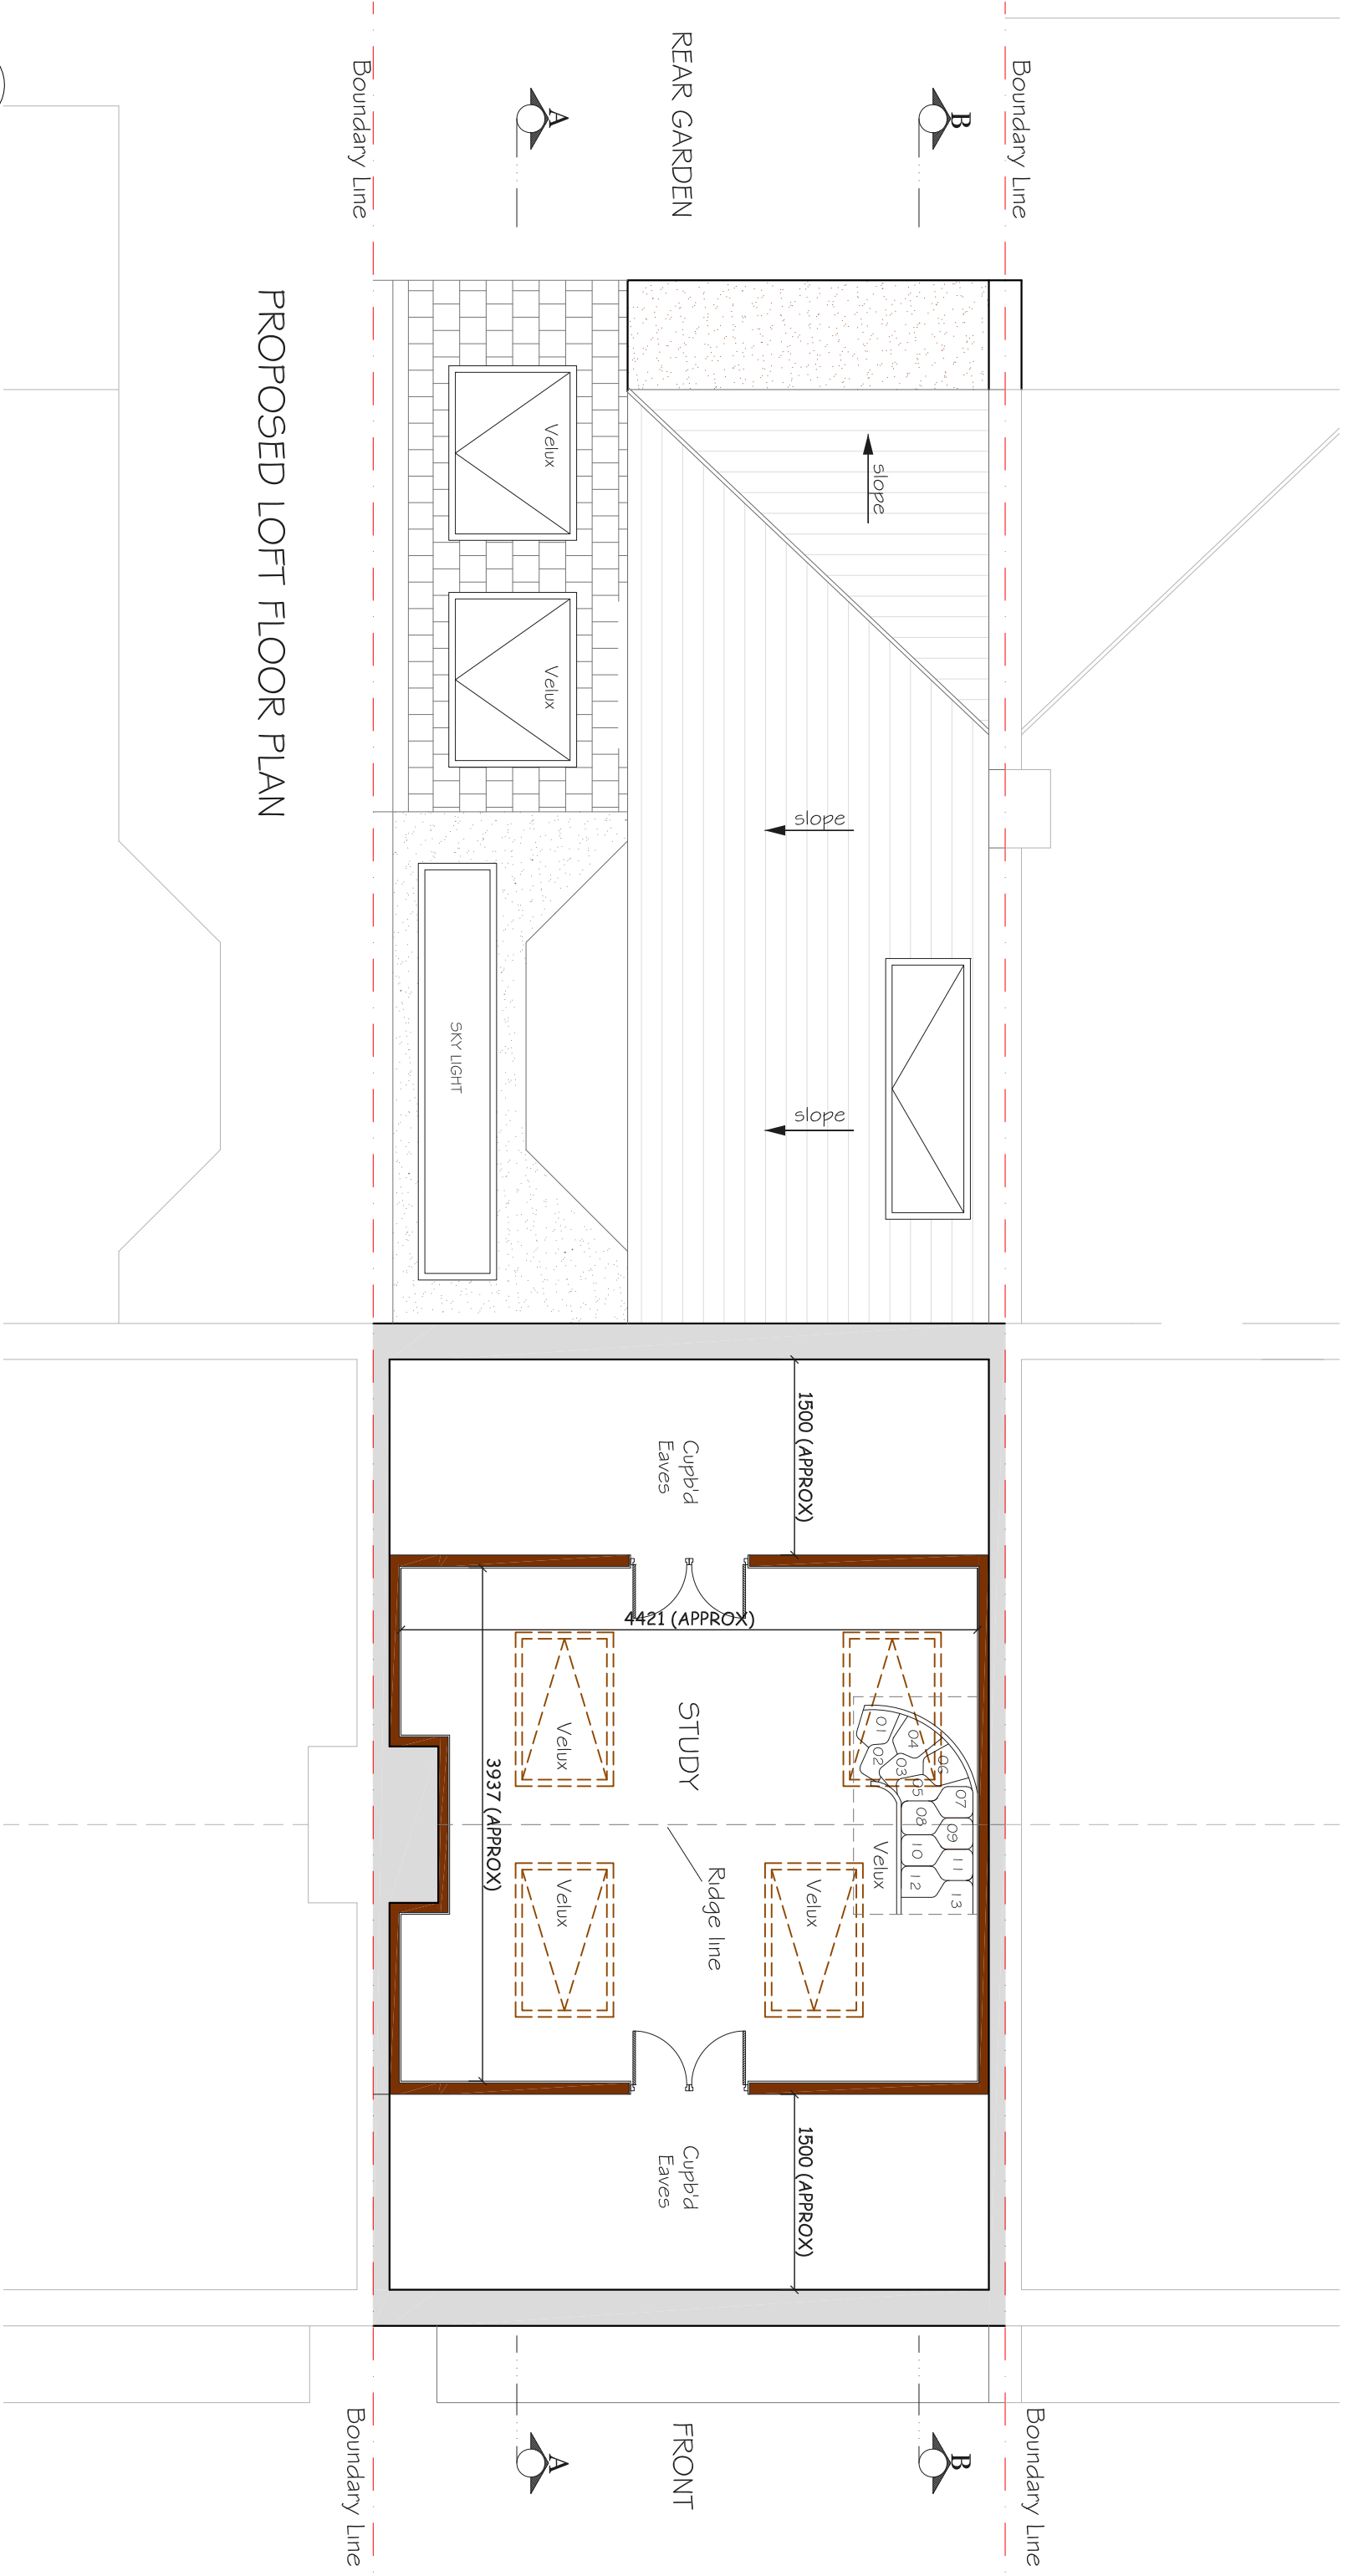 Boundary Line
Boundary Line
B
B
REAR GARDEN
FRONT
A
A
Boundary Line
Boundary Line
slope
slope
slope
Velux
Velux
SKY LIGHT
1500 (APPROX)
Cupb'd
Eaves
4421 (APPROX)
STUDY
Velux
Velux
Velux
Velux
01
02
03
04
05
06
07
08
09
10
11
12
13
Ridge line
3937 (APPROX)
1500 (APPROX)
Cupb'd
Eaves
PROPOSED LOFT FLOOR PLAN